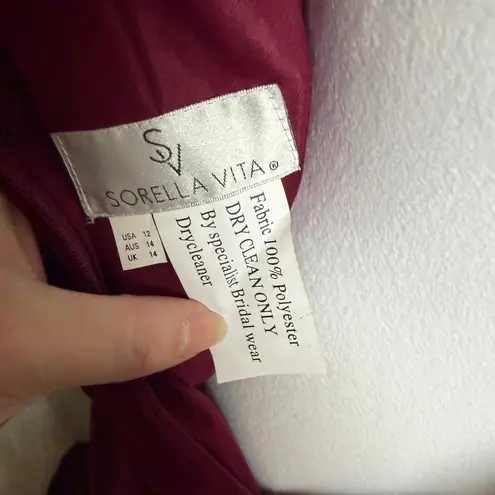 SV
SORELLA VITA®
USA 12
AUS 14
UK 14
Fabric 100% Polyester
DRY CLEAN ONLY
By specialist Bridal wear
Drycleaner